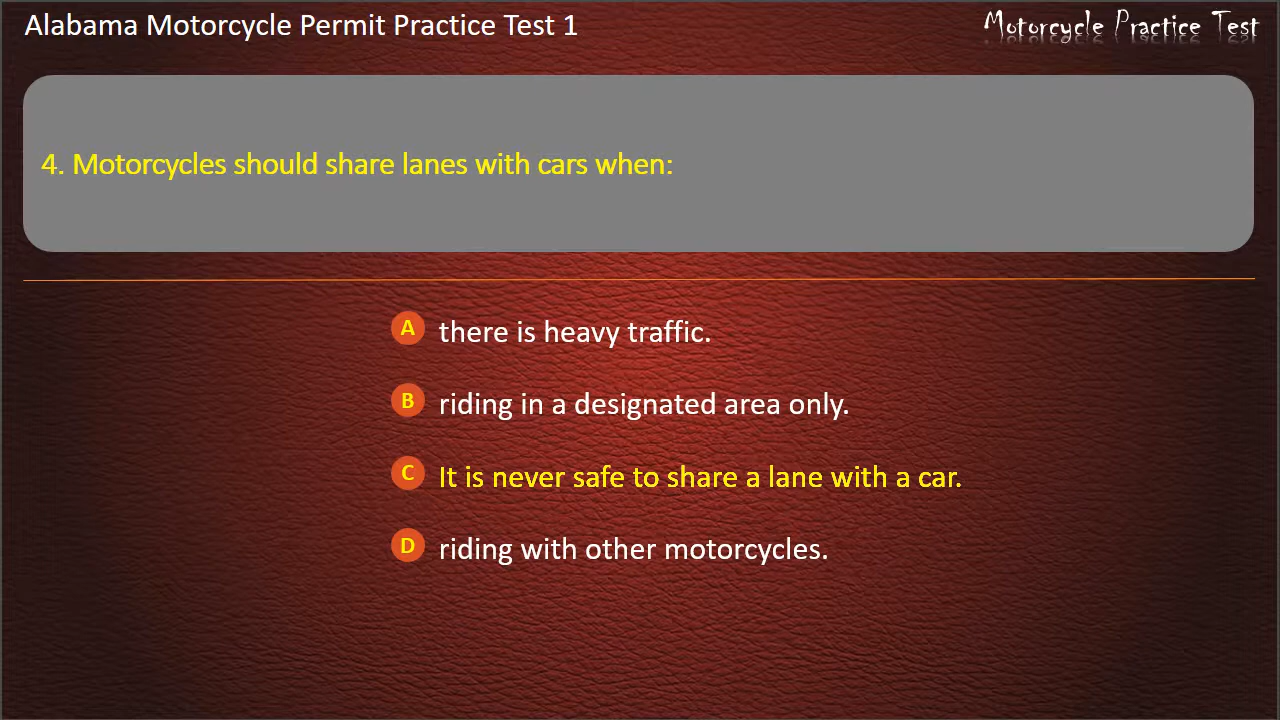 Alabama Motorcycle Permit Practice Test 1
Motorcycle Practice Test
4. Motorcycles should share lanes with cars when:
A there is heavy traffic.
B riding in a designated area only.
C It is never safe to share a lane with a car.
D riding with other motorcycles.